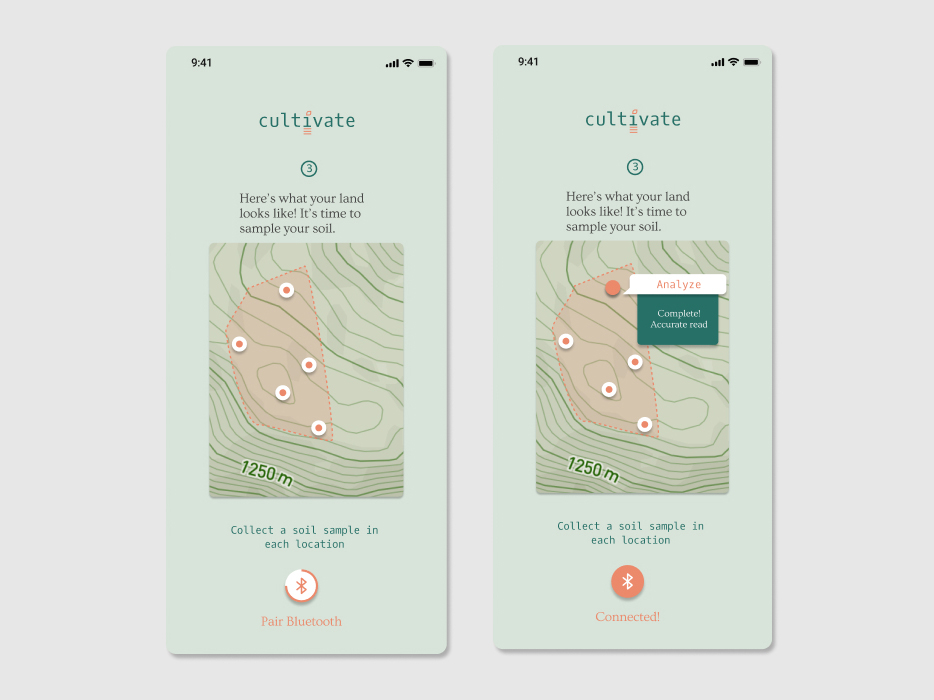 9:41
cultivate
3
Here's what your land
looks like! It's time to
sample your soil.
1250 m
Collect a soil sample in
each location
Pair Bluetooth
9:41
cultivate
3
Here's what your land
looks like! It's time to
sample your soil.
Analyze
Complete!
Accurate read
1250 m
Collect a soil sample in
each location
Connected!